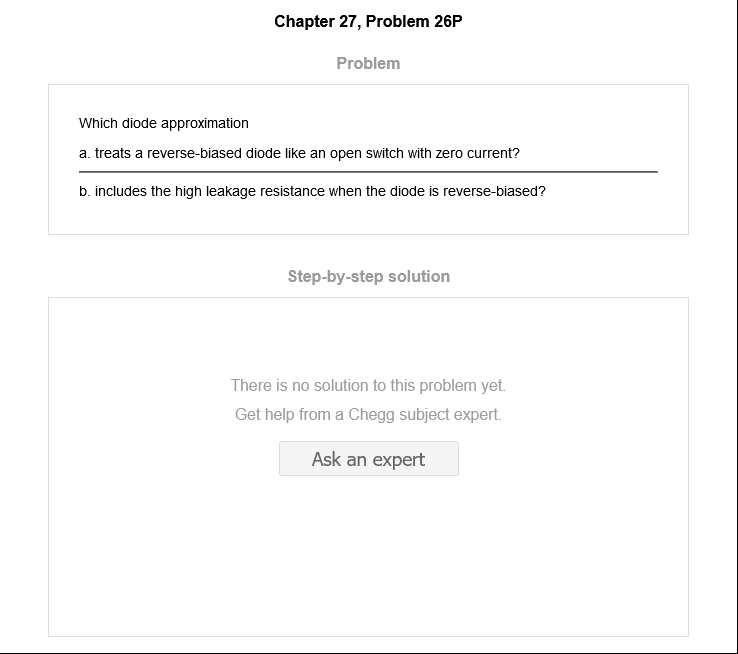 Chapter 27, Problem 26P
Problem
Which diode approximation
a. treats a reverse-biased diode like an open switch with zero current?
b. includes the high leakage resistance when the diode is reverse-biased?
Step-by-step solution
There is no solution to this problem yet.
Get help from a Chegg subject expert.
Ask an expert